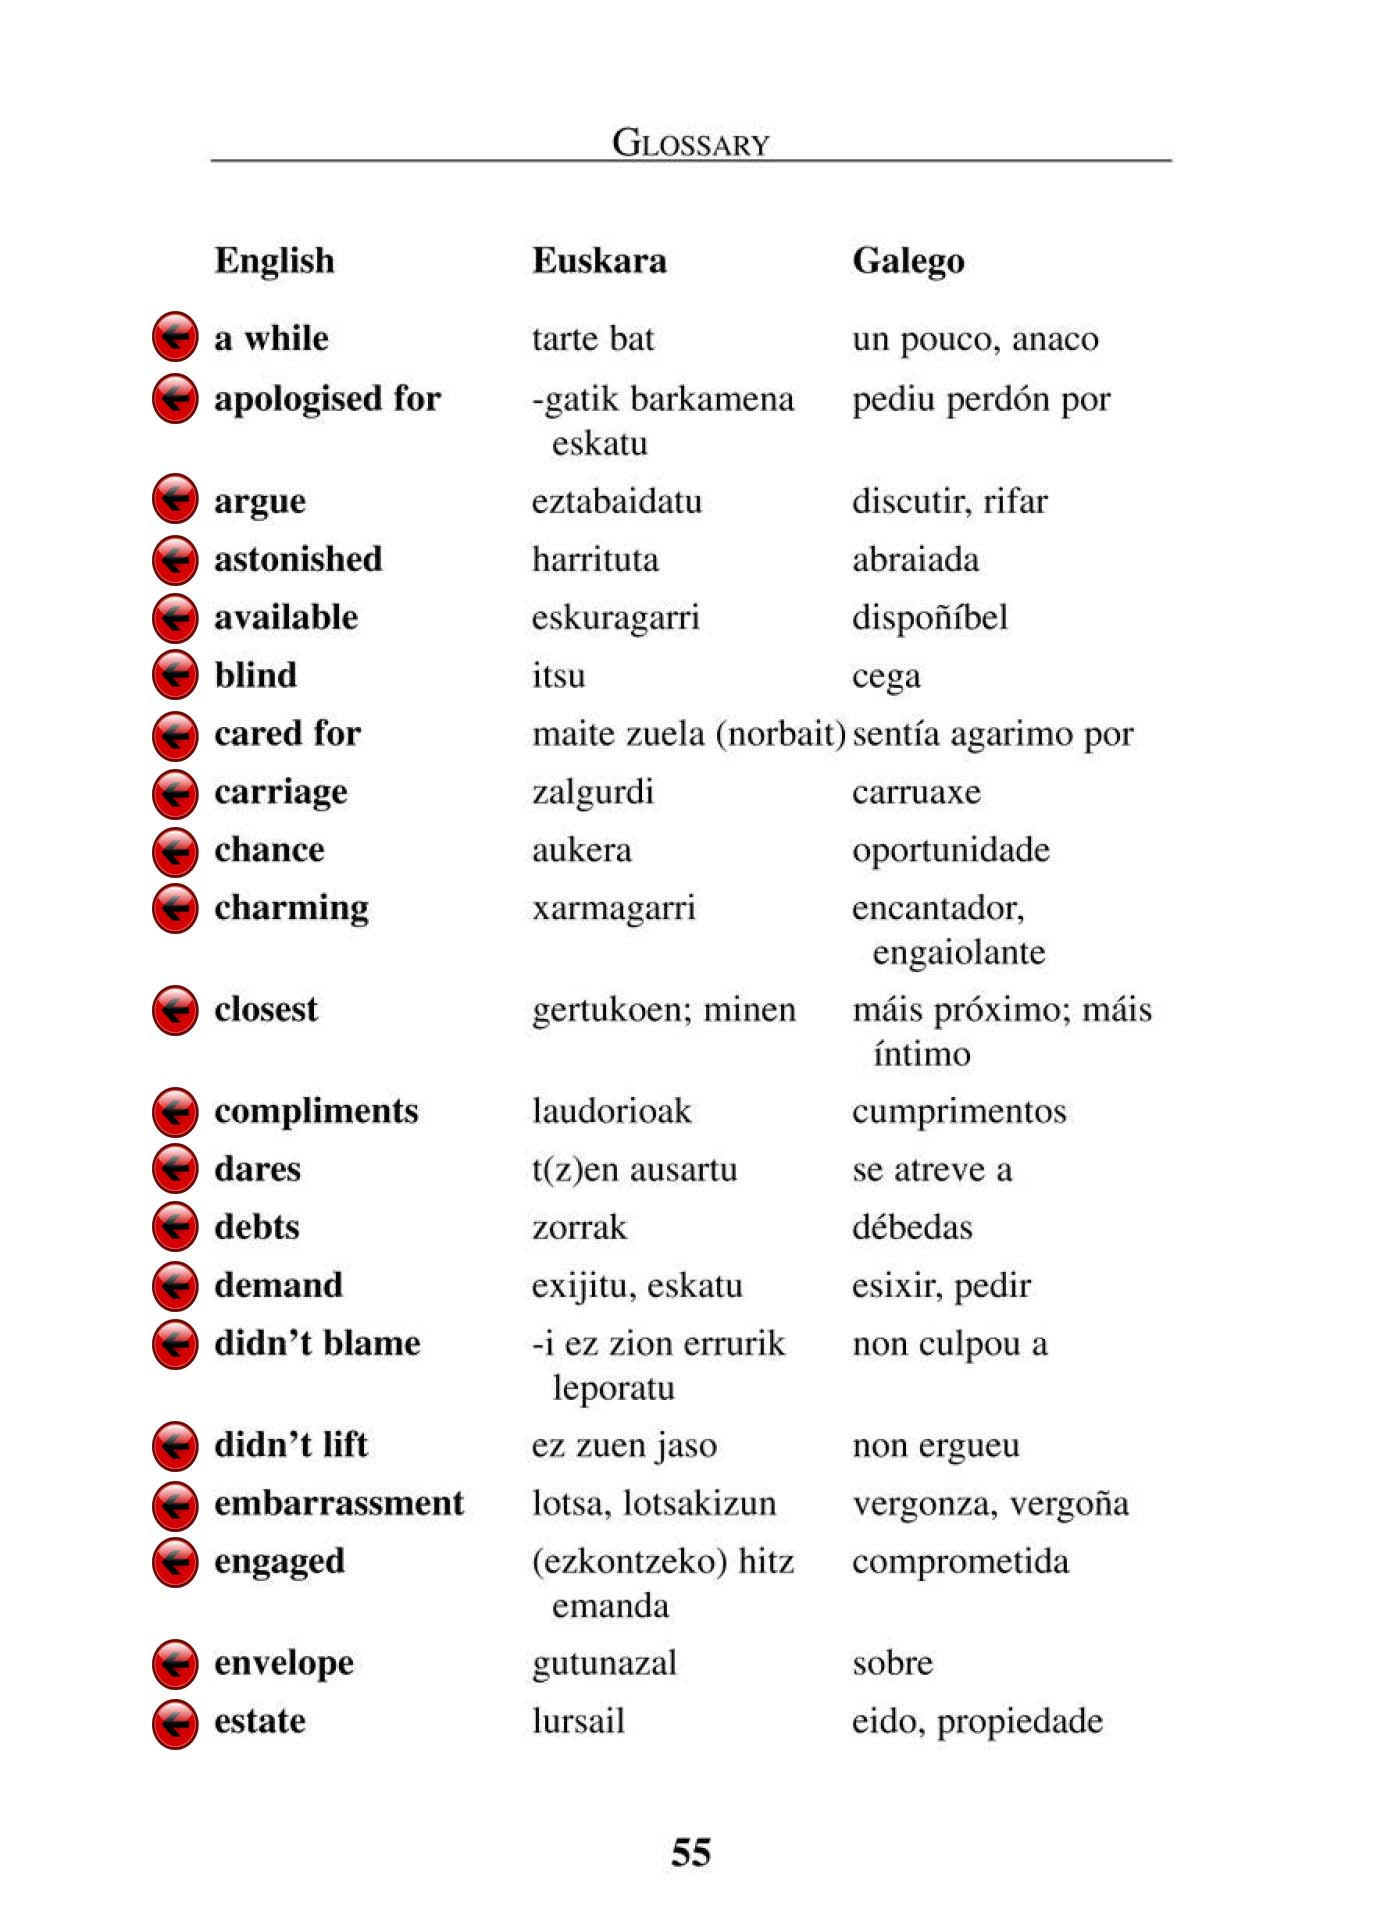 GLOSSARY
English Euskara Galego
a while tarte bat un pouco, anaco
apologised for -gatik barkamena pediu perdón por
eskatu
argue eztabaidatu discutir, rifar
astonished harrituta abraiada
available eskuragarri dispoñíbel
blind itsu cega
cared for maite zuela (norbait) sentía agarimo por
carriage zalgurdi carruaxe
chance aukera oportunidade
charming xarmagarri encantador,
engaiolante
closest gertukoen; minen máis próximo; máis
íntimo
compliments laudorioak cumprimentos
dares t(z)en ausartu se atreve a
debts zorrak débedas
demand exijitu, eskatu esixir, pedir
didn't blame -i ez zion errurik non culpou a
leporatu
didn't lift ez zuen jaso non ergueu
embarrassment lotsa, lotsakizun vergonza, vergoña
engaged (ezkontzeko) hitz comprometida
emanda
envelope gutunazal sobre
estate lursail eido, propiedade
55